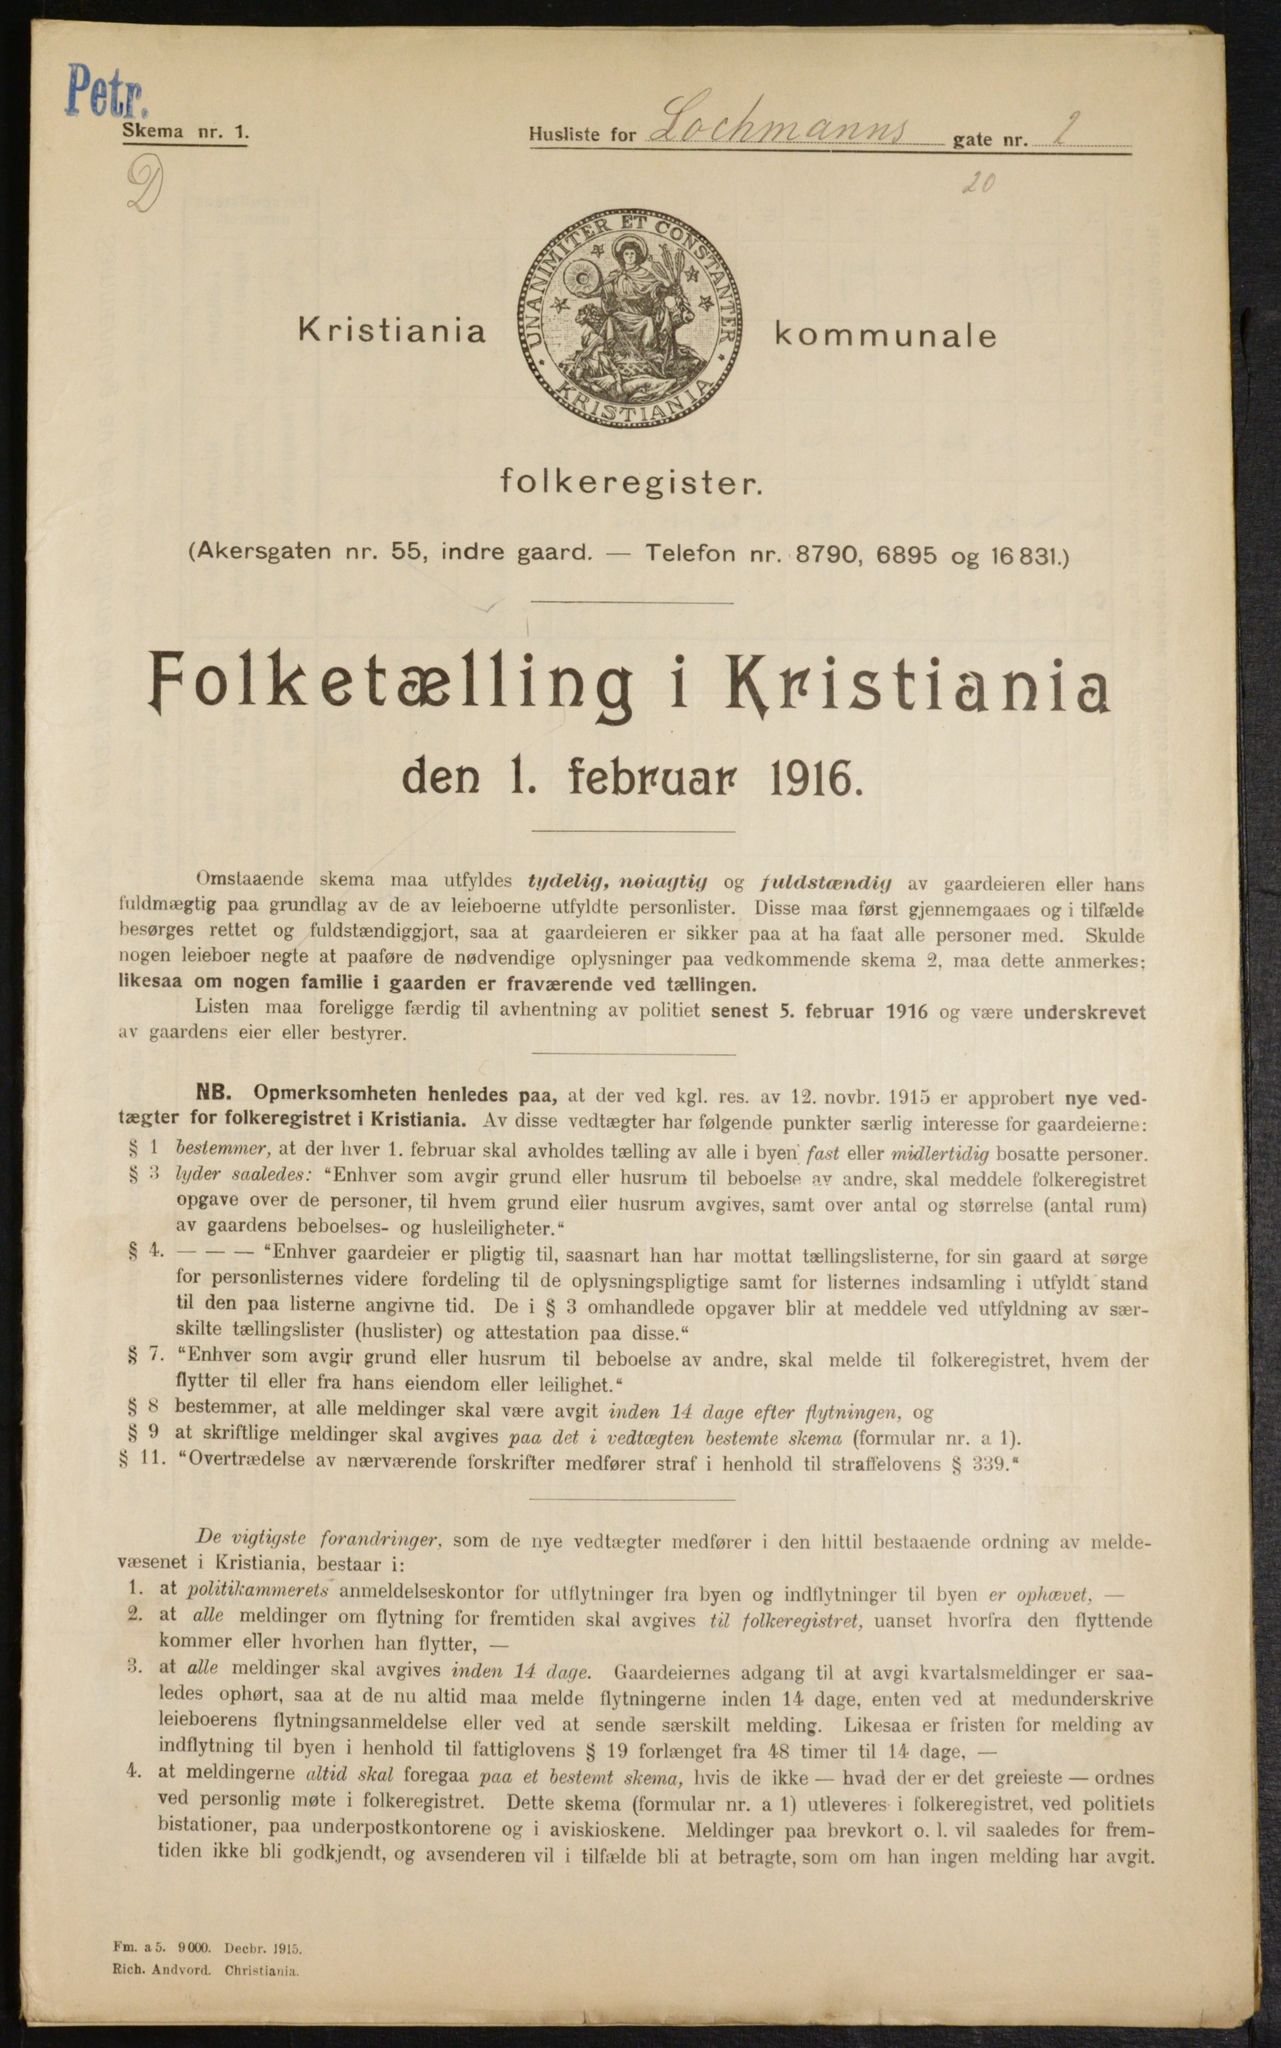 Petr.
Skema nr. 1.
Husliste for Lochmanns gate nr. 2
D
20
UNANIMITER ET CONSTANTER
KRISTIANIA
Kristiania kommunale
folkeregister.
(Akersgaten nr. 55, indre gaard. — Telefon nr. 8790, 6895 og 16831.)
Folketælling i Kristiania
den 1. februar 1916.
Omstaaende skema maa utfyldes tydelig, nøiagtig og fuldstændig av gaardeieren eller hans
fuldmægtig paa grundlag av de av leieboerne utfyldte personlister. Disse maa først gjennemgaaes og i tilfælde
besørges rettet og fuldstændiggjort, saa at gaardeieren er sikker paa at ha faat alle personer med. Skulde
nogen leieboer negte at paaføre de nødvendige oplysninger paa vedkommende skema 2, maa dette anmerkes;
likesaa om nogen familie i gaarden er fraværende ved tællingen.
Listen maa foreligge færdig til avhentning av politiet senest 5. februar 1916 og være underskrevet
av gaardens eier eller bestyrer.
NB. Opmerksomheten henledes paa, at der ved kgl. res. av 12. novbr. 1915 er approbert nye ved-
tægter for folkeregistret i Kristiania. Av disse vedtægter har følgende punkter særlig interesse for gaardeierne:
§ 1 bestemmer, at der hver 1. februar skal avholdes tælling av alle i byen fast eller midlertidig bosatte personer.
§ 3 lyder saaledes: "Enhver som avgir grund eller husrum til beboelse av andre, skal meddele folkeregistret
opgave over de personer, til hvem grund eller husrum avgives, samt over antal og størrelse (antal rum)
av gaardens beboelses- og husleiligheter.“
§ 4. — — — "Enhver gaardeier er pligtig til, saasnart han har mottat tællingslisterne, for sin gaard at sørge
for personlisternes videre fordeling til de oplysningspligtige samt for listernes indsamling i utfyldt stand
til den paa listerne angivne tid. De i § 3 omhandlede opgaver blir at meddele ved utfyldning av sær-
skilte tællingslister (huslister) og attestation paa disse.“
§ 7. "Enhver som avgir grund eller husrum til beboelse av andre, skal melde til folkeregistret, hvem der
flytter til eller fra hans eiendom eller leilighet.“
§ 8 bestemmer, at alle meldinger skal være avgit inden 14 dage efter flytningen, og
§ 9 at skriftlige meldinger skal avgives paa det i vedtægten bestemte skema (formular nr. a 1).
§ 11. "Overtrædelse av nærværende forskrifter medfører straf i henhold til straffelovens § 339.“
De vigtigste forandringer, som de nye vedtægter medfører i den hittil bestaaende ordning av melde-
væsenet i Kristiania, bestaar i:
1. at politikammerets anmeldelseskontor for utflytninger fra byen og indflytninger til byen er ophævet, —
2. at alle meldinger om flytning for fremtiden skal avgives til folkeregistret, uanset hvorfra den flyttende
kommer eller hvorhen han flytter, —
3. at alle meldinger skal avgives inden 14 dage. Gaardeiernes adgang til at avgi kvartalsmeldinger er saa-
ledes ophørt, saa at de nu altid maa melde flytningerne inden 14 dage, enten ved at medunderskrive
leieboerens flytningsanmeldelse eller ved at sende særskilt melding. Likesaa er fristen for melding av
indflytning til byen i henhold til fattiglovens § 19 forlænget fra 48 timer til 14 dage, —
4. at meldingerne altid skal foregaa paa et bestemt skema, hvis de ikke — hvad der er det greieste — ordnes
ved personlig møte i folkeregistret. Dette skema (formular nr. a 1) utleveres i folkeregistret, ved politiets
bistationer, paa underpostkontorene og i aviskioskene. Meldinger paa brevkort o. l. vil saaledes for frem-
tiden ikke bli godkjendt, og avsenderen vil i tilfælde bli at betragte, som om han ingen melding har avgit.
Fm. a 5. 9000. Decbr. 1915.
Rich. Andvord. Christiania.